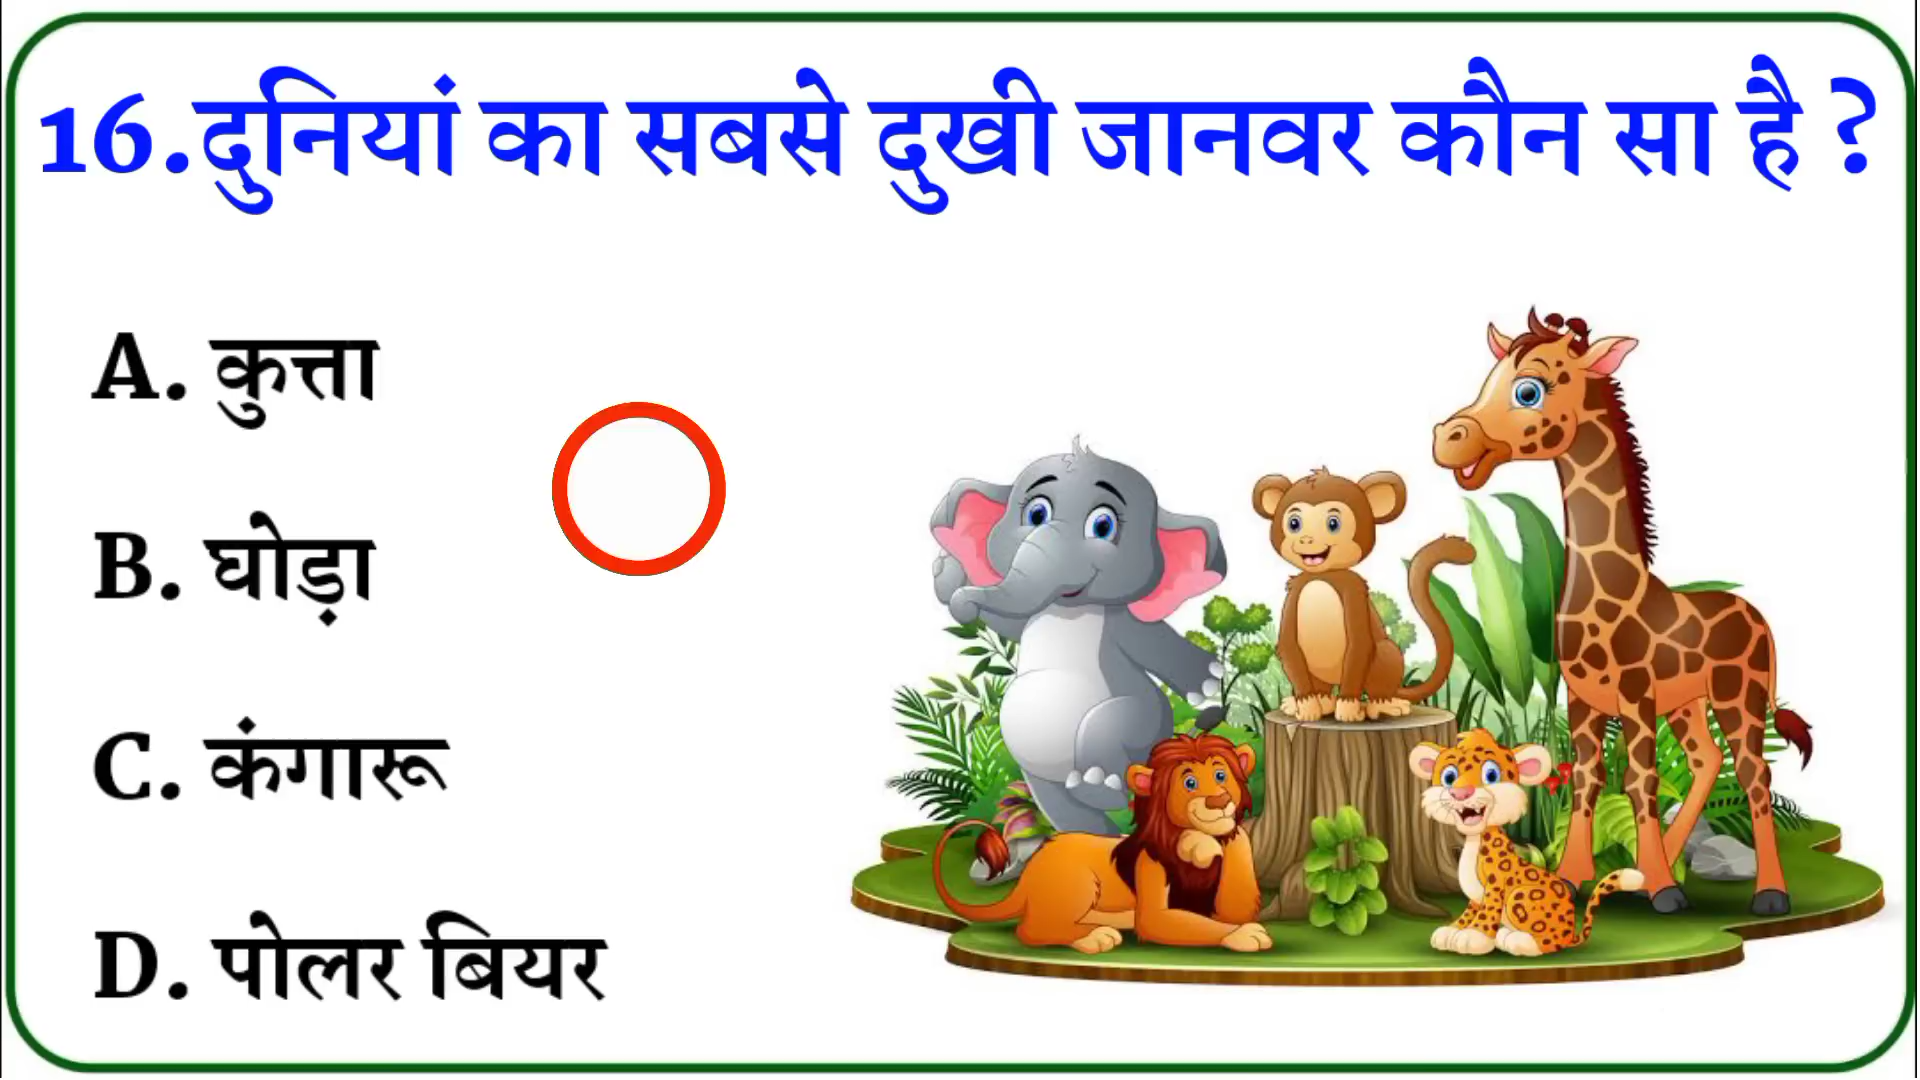 16.दुनियां का सबसे दुखी जानवर कौन सा है ?
A. कुत्ता
B. घोड़ा
C. कंगारू
D. पोलर बियर